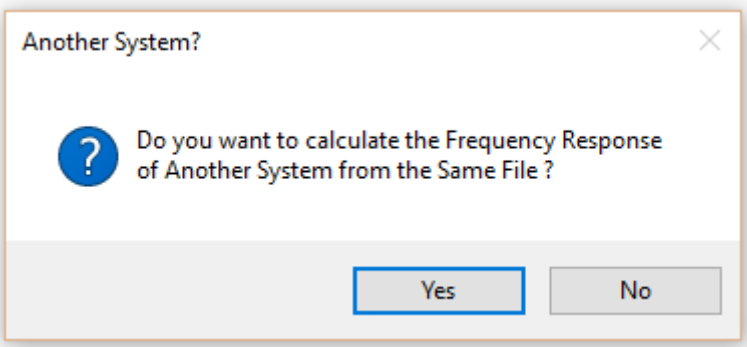 Another System?
Do you want to calculate the Frequency Response
of Another System from the Same File ?
Yes
No